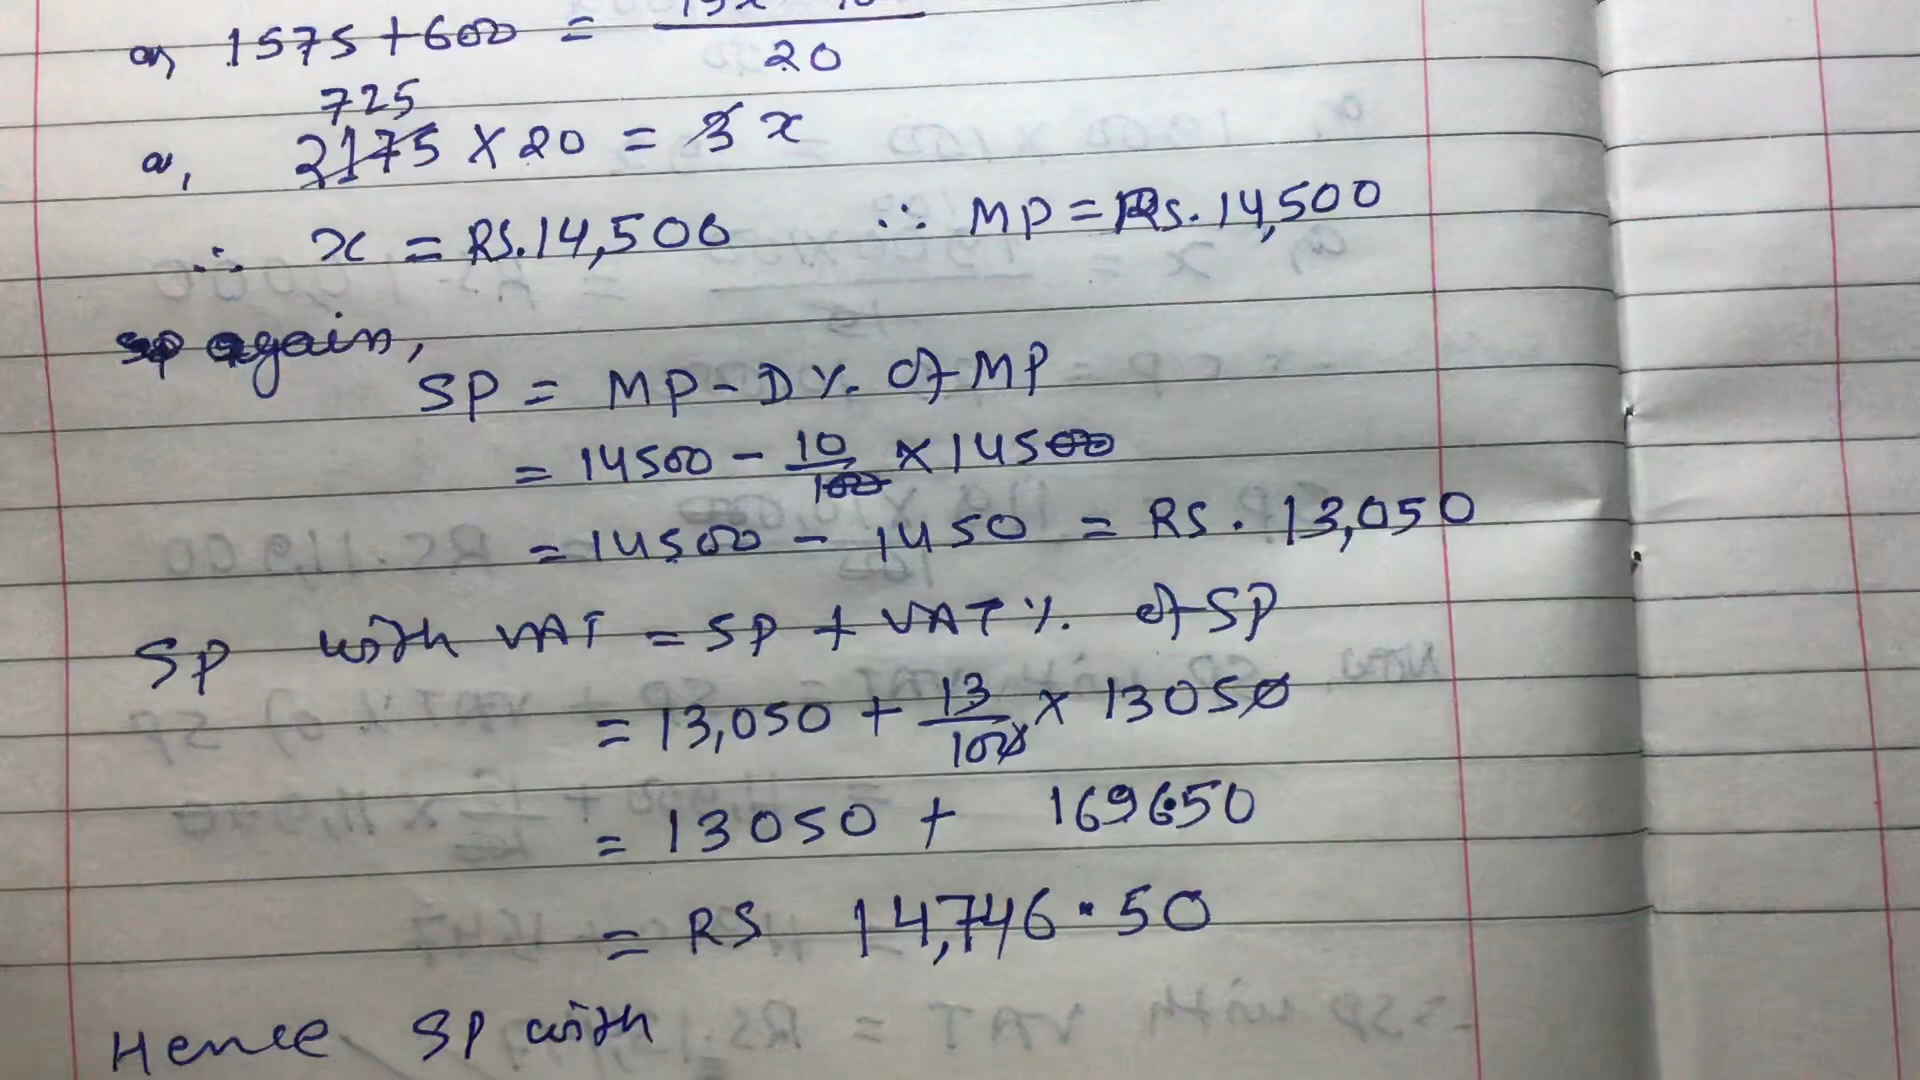 or, 1575 + 600 = 20
725
or, 2175 × 20 = 3x
∴ x = RS.14,500 ∴ MP = Rs. 14,500
again,
SP = MP - D%. of MP
= 14500 - 10/100 × 14500
= 14500 - 1450 = RS. 13,050
SP with VAT = SP + VAT%. of SP
= 13,050 + 13/100 × 13050
= 13050 + 169650
= RS 14,746.50
Hence SP with